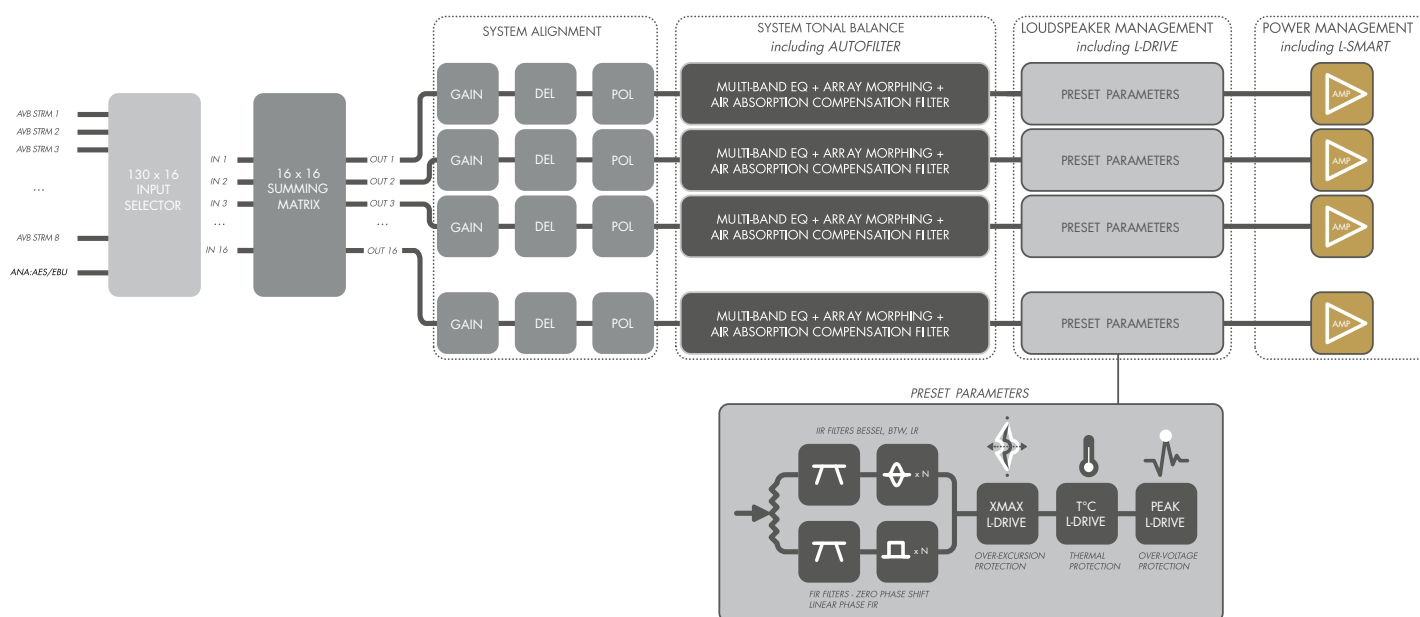 SYSTEM ALIGNMENT
SYSTEM TONAL BALANCE
including AUTOFILTER
LOUDSPEAKER MANAGEMENT
including L-DRIVE
POWER MANAGEMENT
including L-SMART
AVB STRM 1
AVB STRM 2
AVB STRM 3
...
AVB STRM 8
ANA:AES/EBU
130 x 16
INPUT
SELECTOR
IN 1
IN 2
IN 3
...
IN 16
16 x 16
SUMMING
MATRIX
OUT 1
OUT 2
OUT 3
...
OUT 16
GAIN
DEL
POL
MULTI-BAND EQ + ARRAY MORPHING +
AIR ABSORPTION COMPENSATION FILTER
PRESET PARAMETERS
AMP
GAIN
DEL
POL
MULTI-BAND EQ + ARRAY MORPHING +
AIR ABSORPTION COMPENSATION FILTER
PRESET PARAMETERS
AMP
GAIN
DEL
POL
MULTI-BAND EQ + ARRAY MORPHING +
AIR ABSORPTION COMPENSATION FILTER
PRESET PARAMETERS
AMP
GAIN
DEL
POL
MULTI-BAND EQ + ARRAY MORPHING +
AIR ABSORPTION COMPENSATION FILTER
PRESET PARAMETERS
AMP
PRESET PARAMETERS
IIR FILTERS BESSEL, BTW, LR
x N
x N
FIR FILTERS - ZERO PHASE SHIFT
LINEAR PHASE FIR
XMAX
L-DRIVE
OVER-EXCURSION
PROTECTION
T°C
L-DRIVE
THERMAL
PROTECTION
PEAK
L-DRIVE
OVER-VOLTAGE
PROTECTION